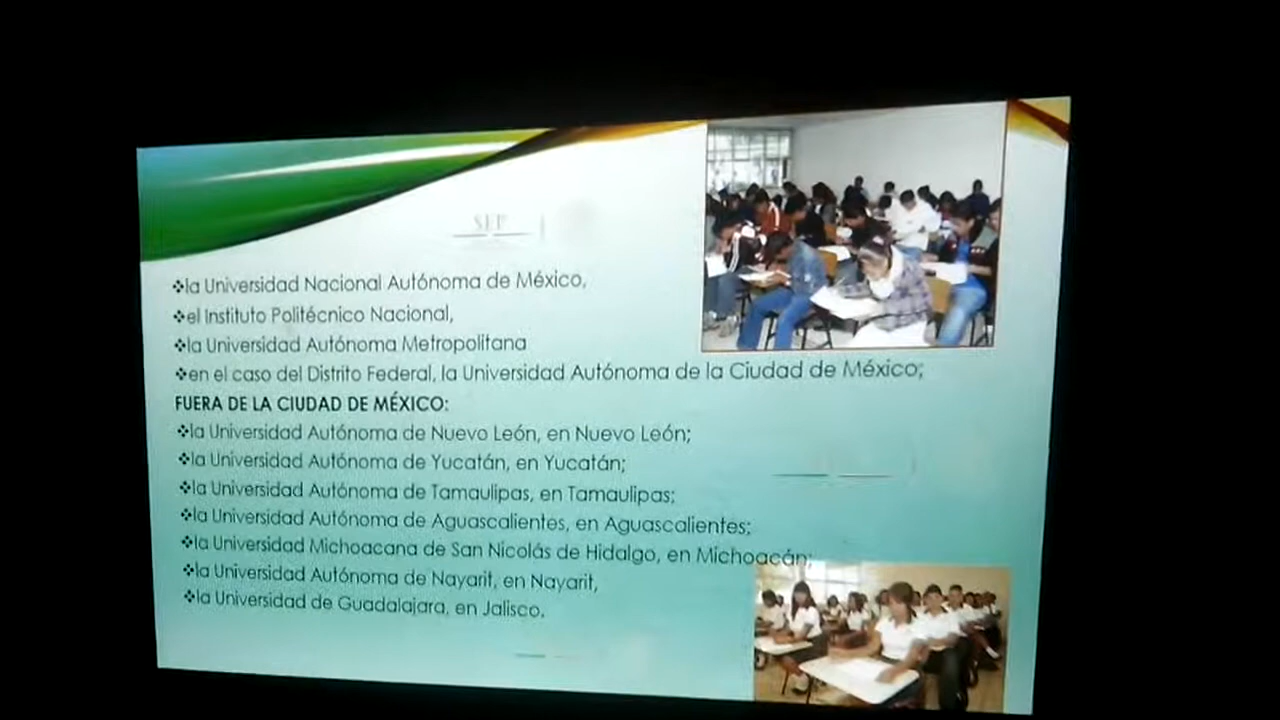 SEP
❖la Universidad Nacional Autónoma de México,
❖el Instituto Politécnico Nacional,
❖la Universidad Autónoma Metropolitana
❖en el caso del Distrito Federal, la Universidad Autónoma de la Ciudad de México;
FUERA DE LA CIUDAD DE MÉXICO:
❖la Universidad Autónoma de Nuevo León, en Nuevo León;
❖la Universidad Autónoma de Yucatán, en Yucatán;
❖la Universidad Autónoma de Tamaulipas, en Tamaulipas;
❖la Universidad Autónoma de Aguascalientes, en Aguascalientes;
❖la Universidad Michoacana de San Nicolás de Hidalgo, en Michoacán;
❖la Universidad Autónoma de Nayarit, en Nayarit,
❖la Universidad de Guadalajara, en Jalisco.